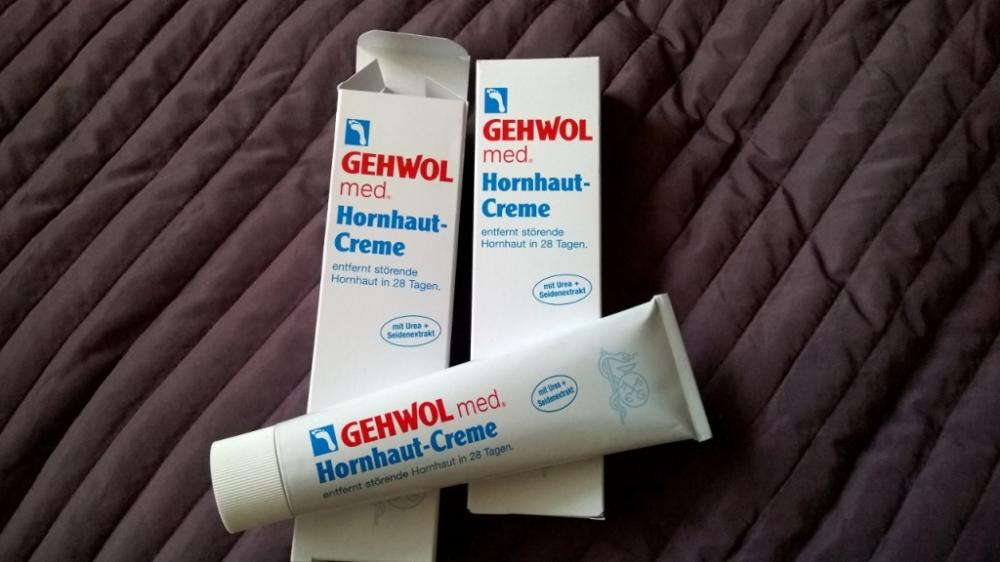 GEHWOL
med.
Hornhaut-
Creme
entfernt störende
Hornhaut in 28 Tagen.
mit Urea +
Seidenextrakt
GEHWOL
med.
Hornhaut-
Creme
entfernt störende
Hornhaut in 28 Tagen.
mit Urea +
Seidenextrakt
GEHWOL med.
Hornhaut-Creme
entfernt störende Hornhaut in 28 Tagen.
mit Urea +
Seidenextrakt